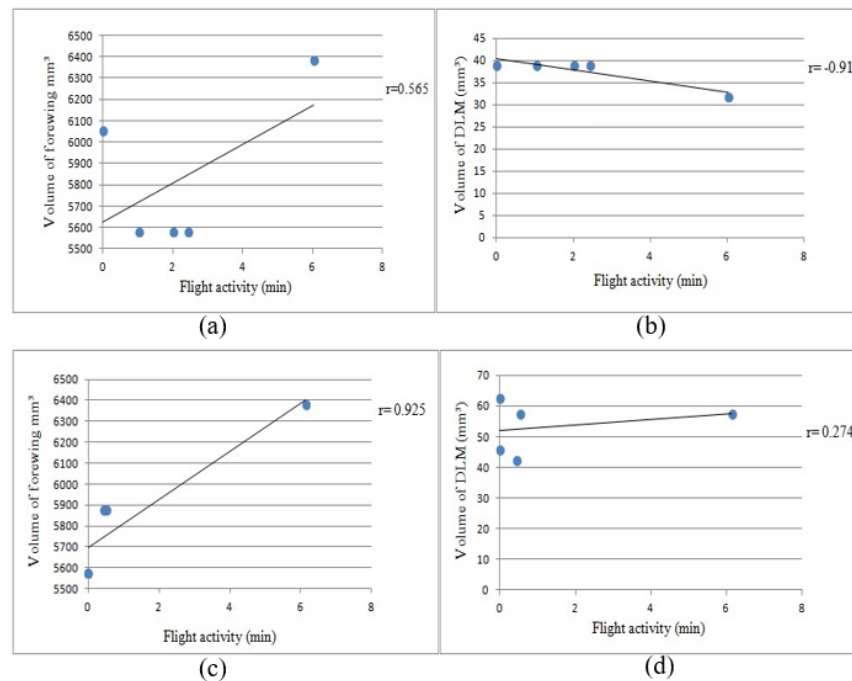 6500
6400
6300
6200
6100
6000
5900
5800
5700
5600
5500
Volume of forewing mm³
0 2 4 6 8
Flight activity (min)
r=0.565
(a)
45
40
35
30
25
20
15
10
5
0
Volume of DLM (mm³)
0 2 4 6 8
Flight activity (min)
r= -0.91
(b)
6500
6400
6300
6200
6100
6000
5900
5800
5700
5600
5500
Volume of forewing mm³
0 2 4 6 8
Flight activity (min)
r= 0.925
(c)
70
60
50
40
30
20
10
0
Volume of DLM (mm³)
0 2 4 6 8
Flight activity (min)
r= 0.274
(d)